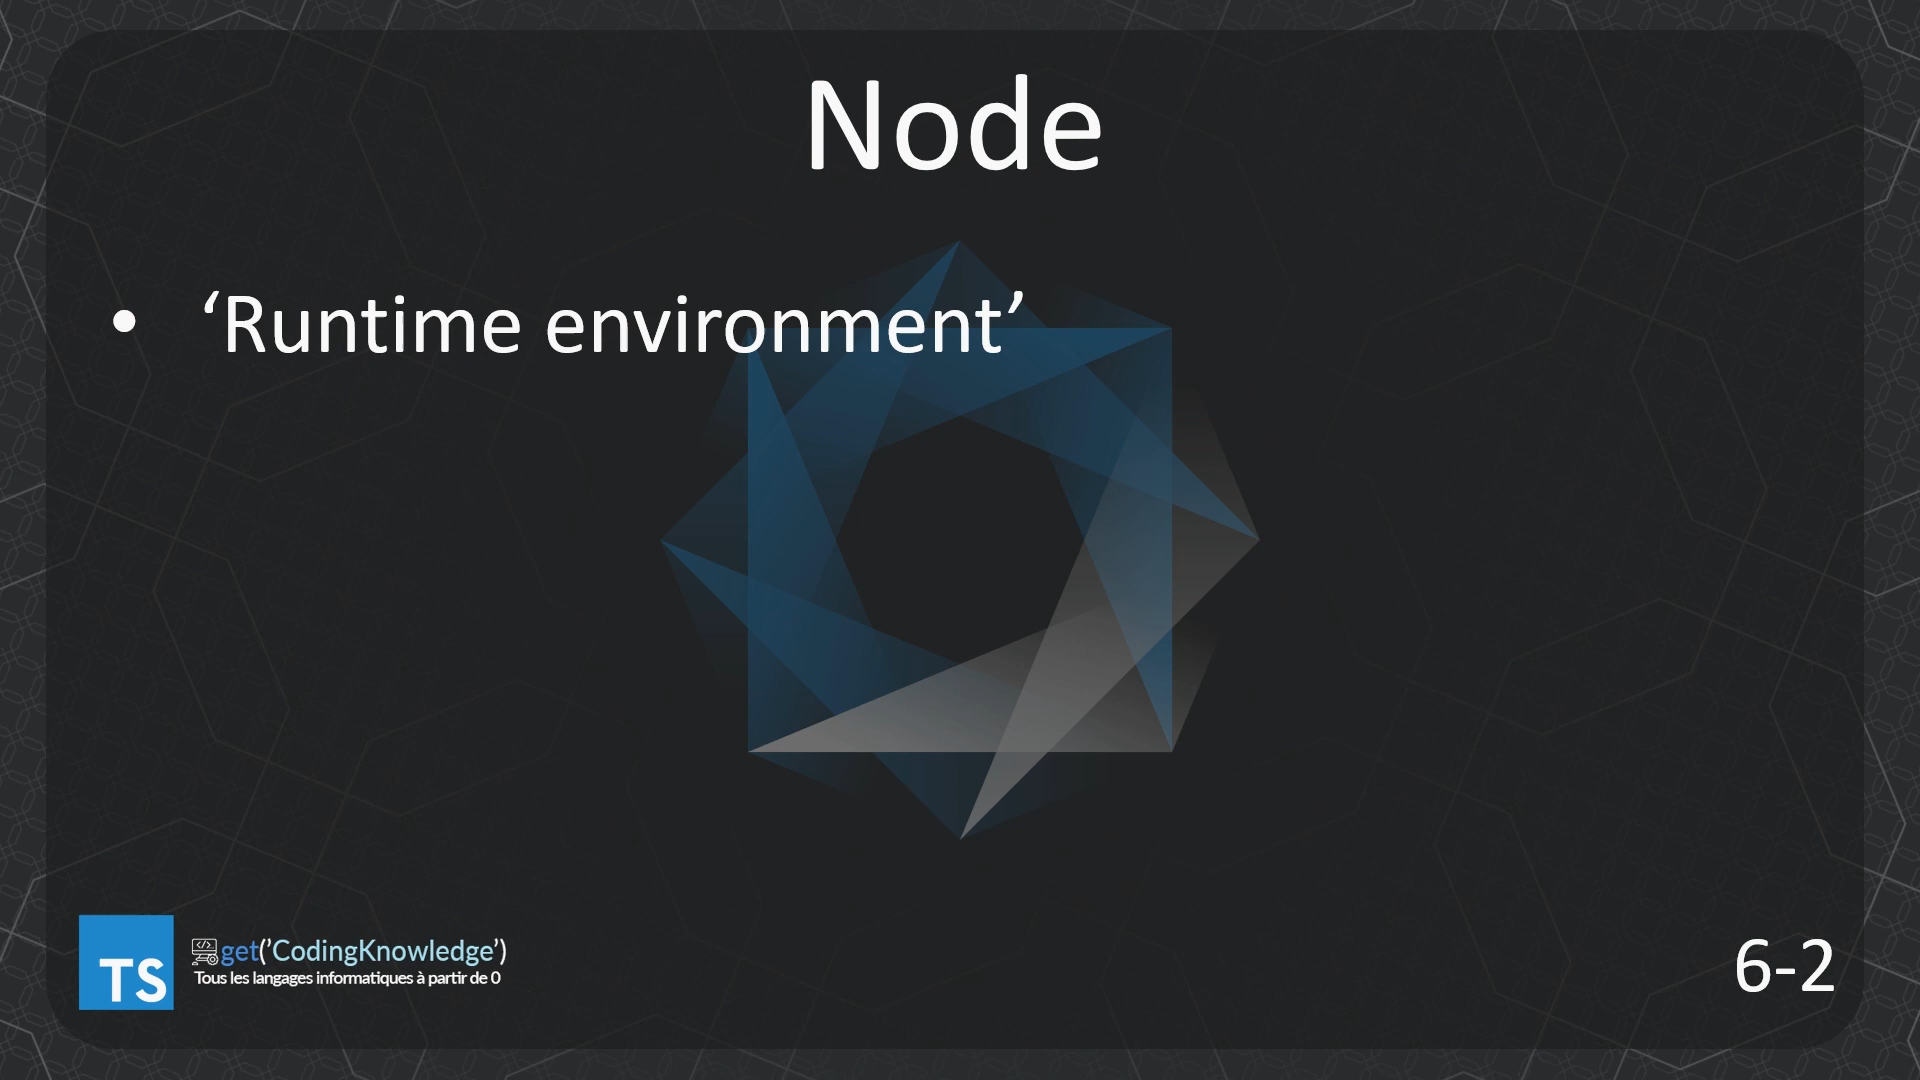 Node
• ‘Runtime environment’
TS
get(’CodingKnowledge’)
Tous les langages informatiques à partir de 0
6-2